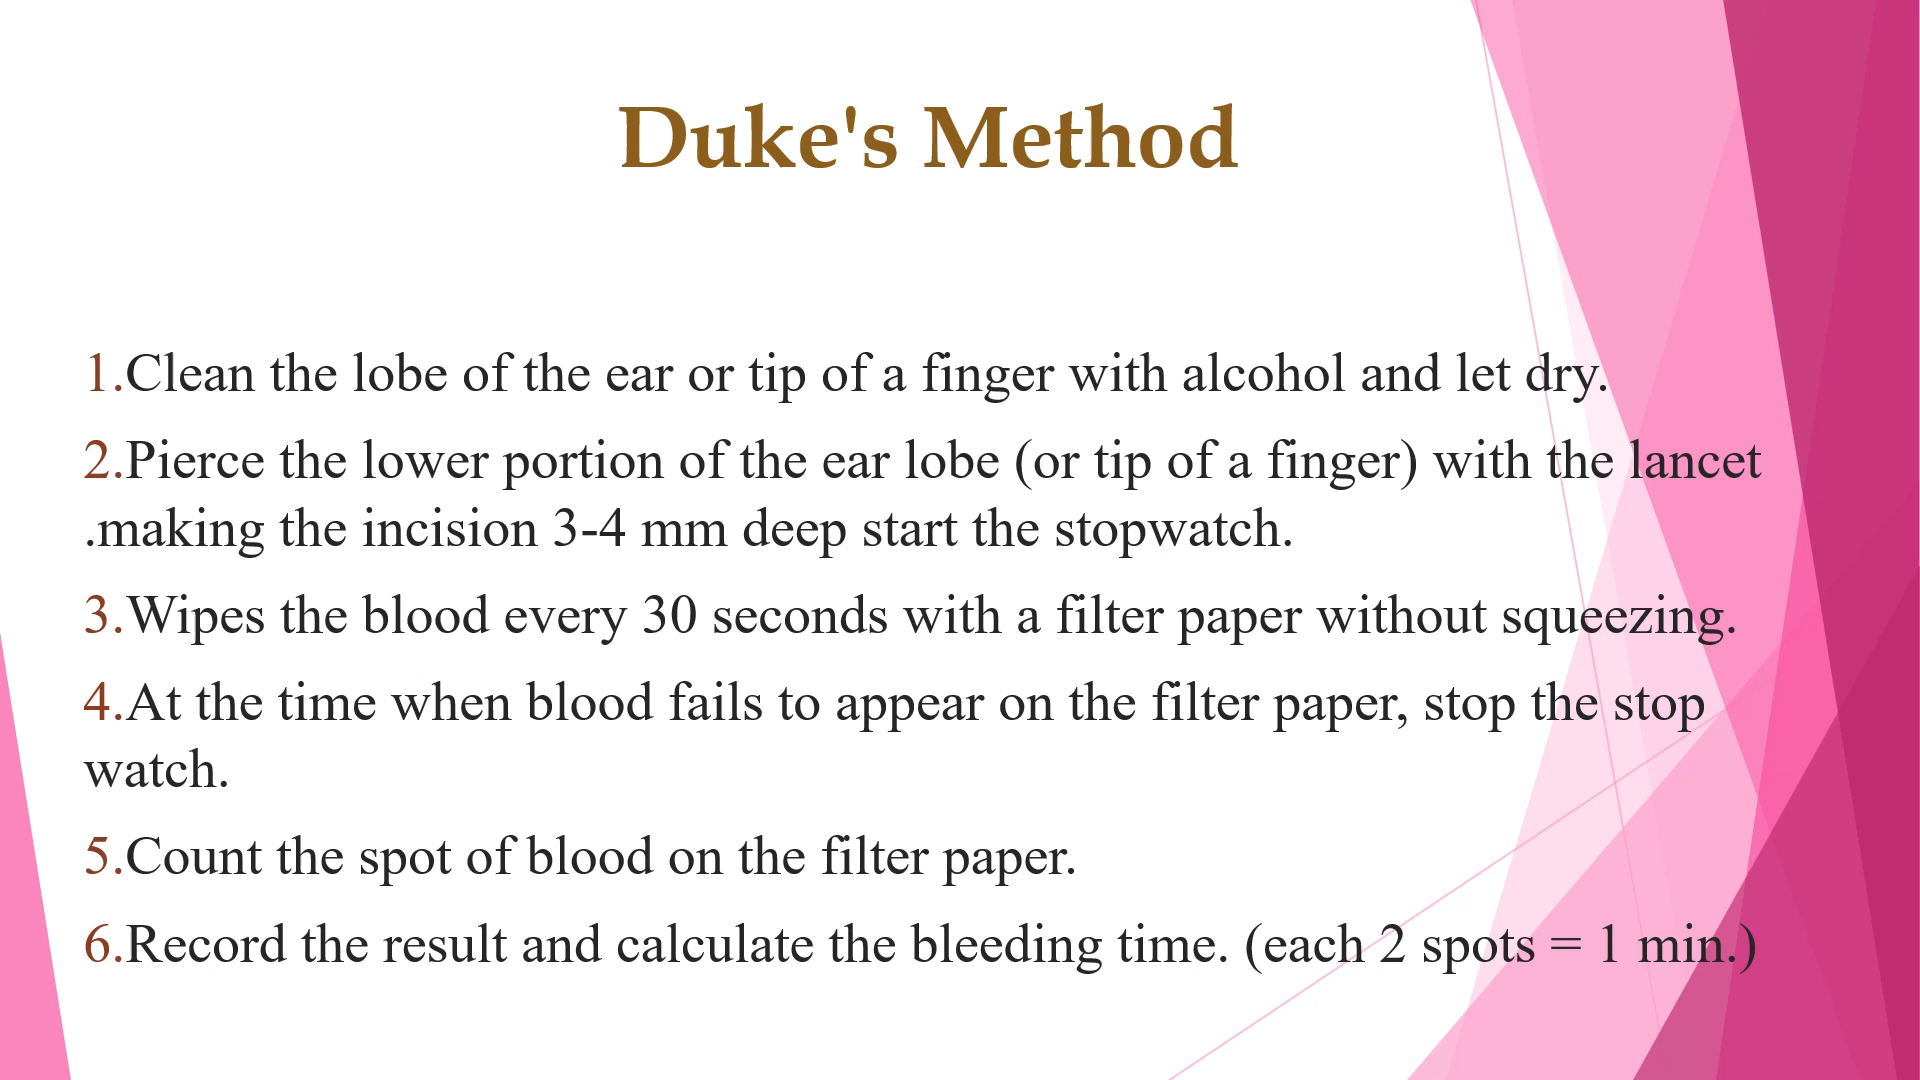 Duke's Method
1.Clean the lobe of the ear or tip of a finger with alcohol and let dry.
2.Pierce the lower portion of the ear lobe (or tip of a finger) with the lancet
.making the incision 3-4 mm deep start the stopwatch.
3.Wipes the blood every 30 seconds with a filter paper without squeezing.
4.At the time when blood fails to appear on the filter paper, stop the stop
watch.
5.Count the spot of blood on the filter paper.
6.Record the result and calculate the bleeding time. (each 2 spots = 1 min.)